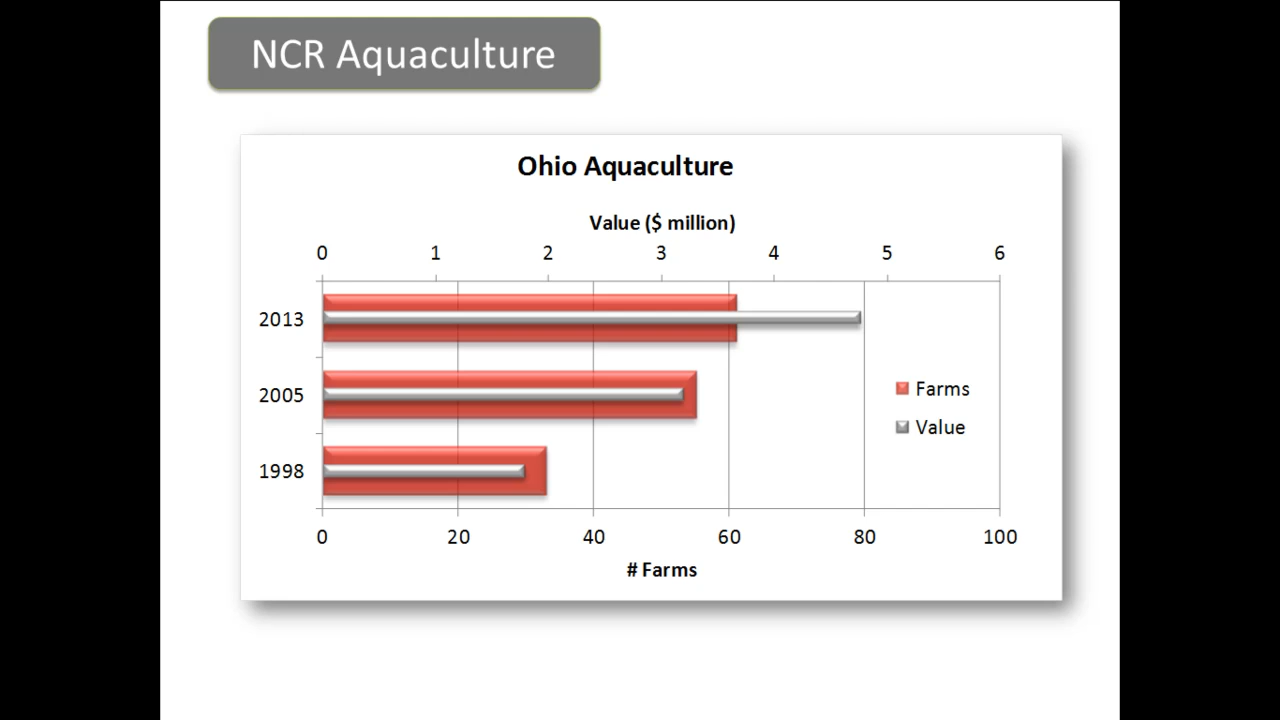 NCR Aquaculture
Ohio Aquaculture
Value ($ million)
0 1 2 3 4 5 6
2013
2005
1998
Farms
Value
0 20 40 60 80 100
# Farms